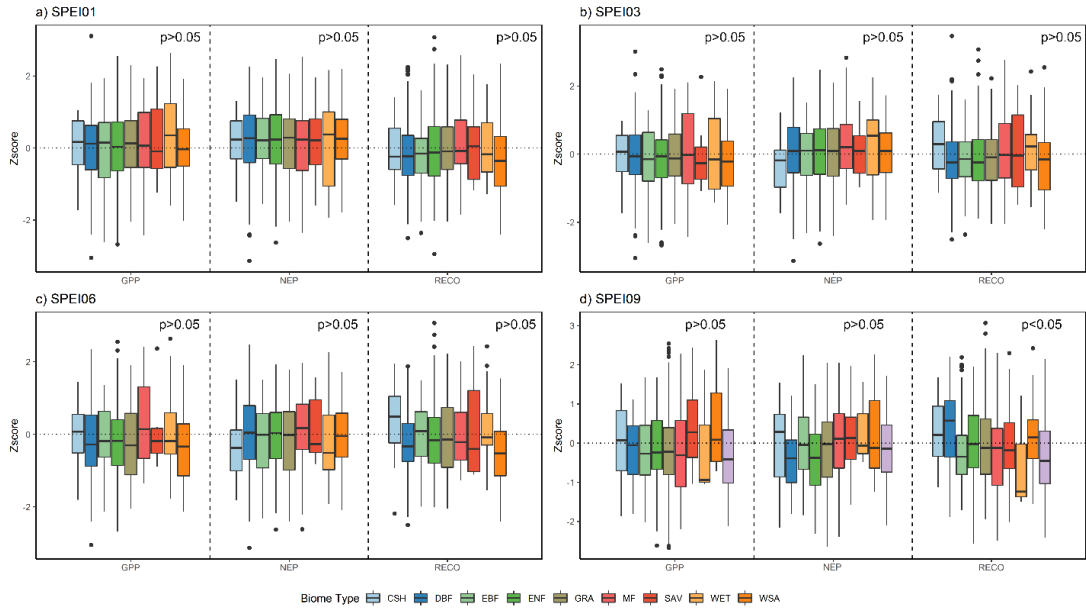 a) SPEI01
p>0.05 p>0.05 p>0.05
Zscore
2
0
-2
GPP NEP RECO
b) SPEI03
p>0.05 p>0.05 p>0.05
Zscore
2
0
-2
GPP NEP RECO
c) SPEI06
p>0.05 p>0.05 p>0.05
Zscore
2
0
-2
GPP NEP RECO
d) SPEI09
p>0.05 p>0.05 p<0.05
Zscore
3
2
1
0
-1
-2
GPP NEP RECO
Biome Type CSH DBF EBF ENF GRA MF SAV WET WSA